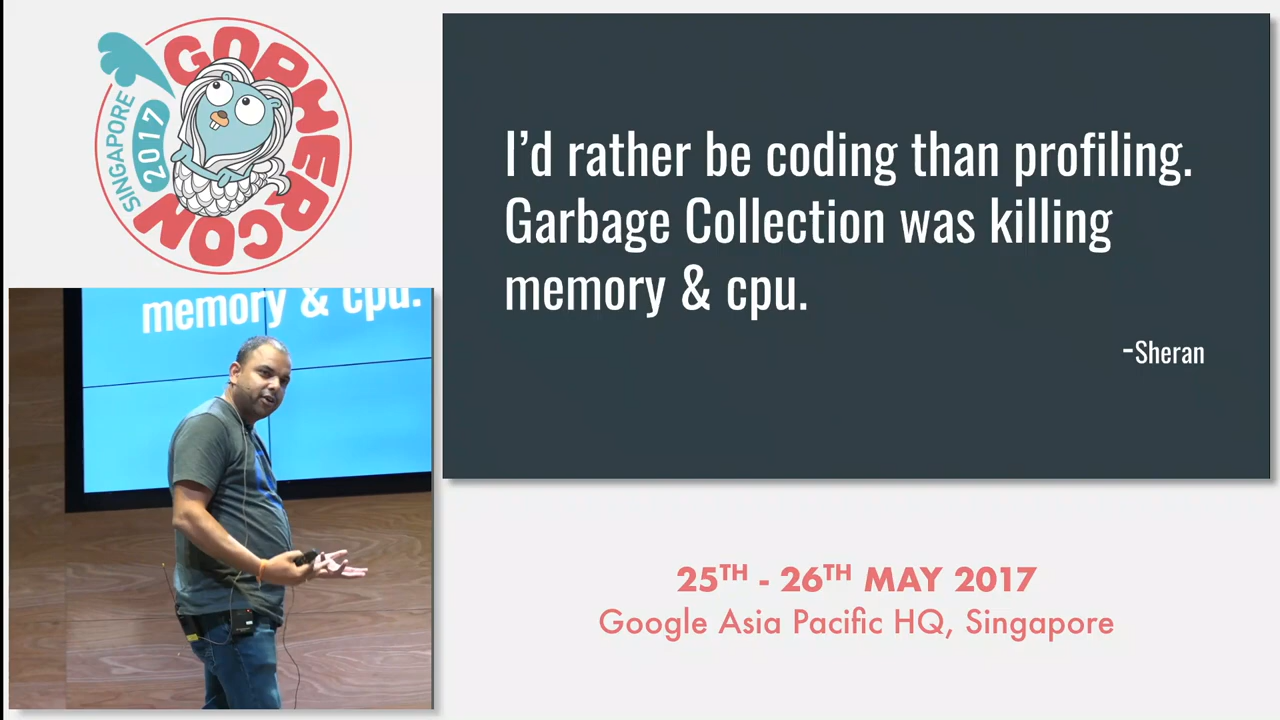 GOPHERCON
SINGAPORE
2017
I’d rather be coding than profiling.
Garbage Collection was killing
memory & cpu.
-Sheran
memory & cpu.
25TH - 26TH MAY 2017
Google Asia Pacific HQ, Singapore